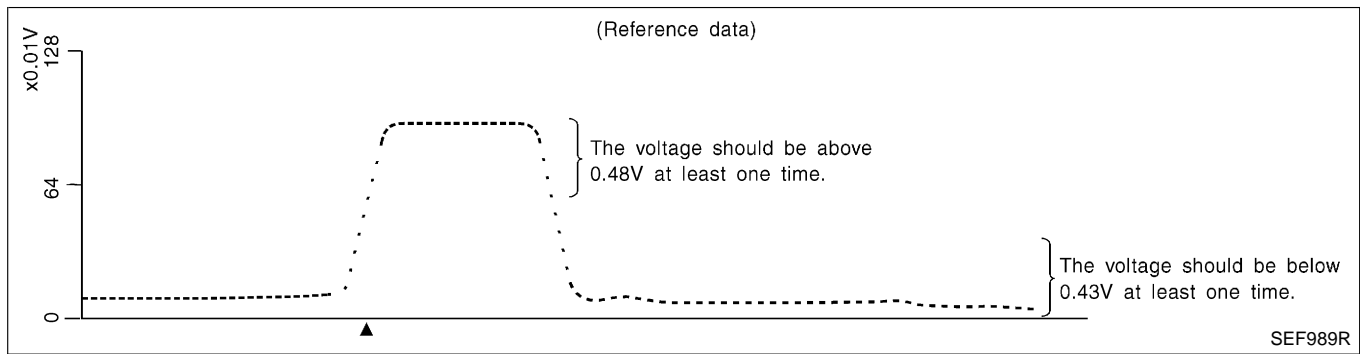 (Reference data)
x0.01V
128
64
0
The voltage should be above
0.48V at least one time.
The voltage should be below
0.43V at least one time.
SEF989R